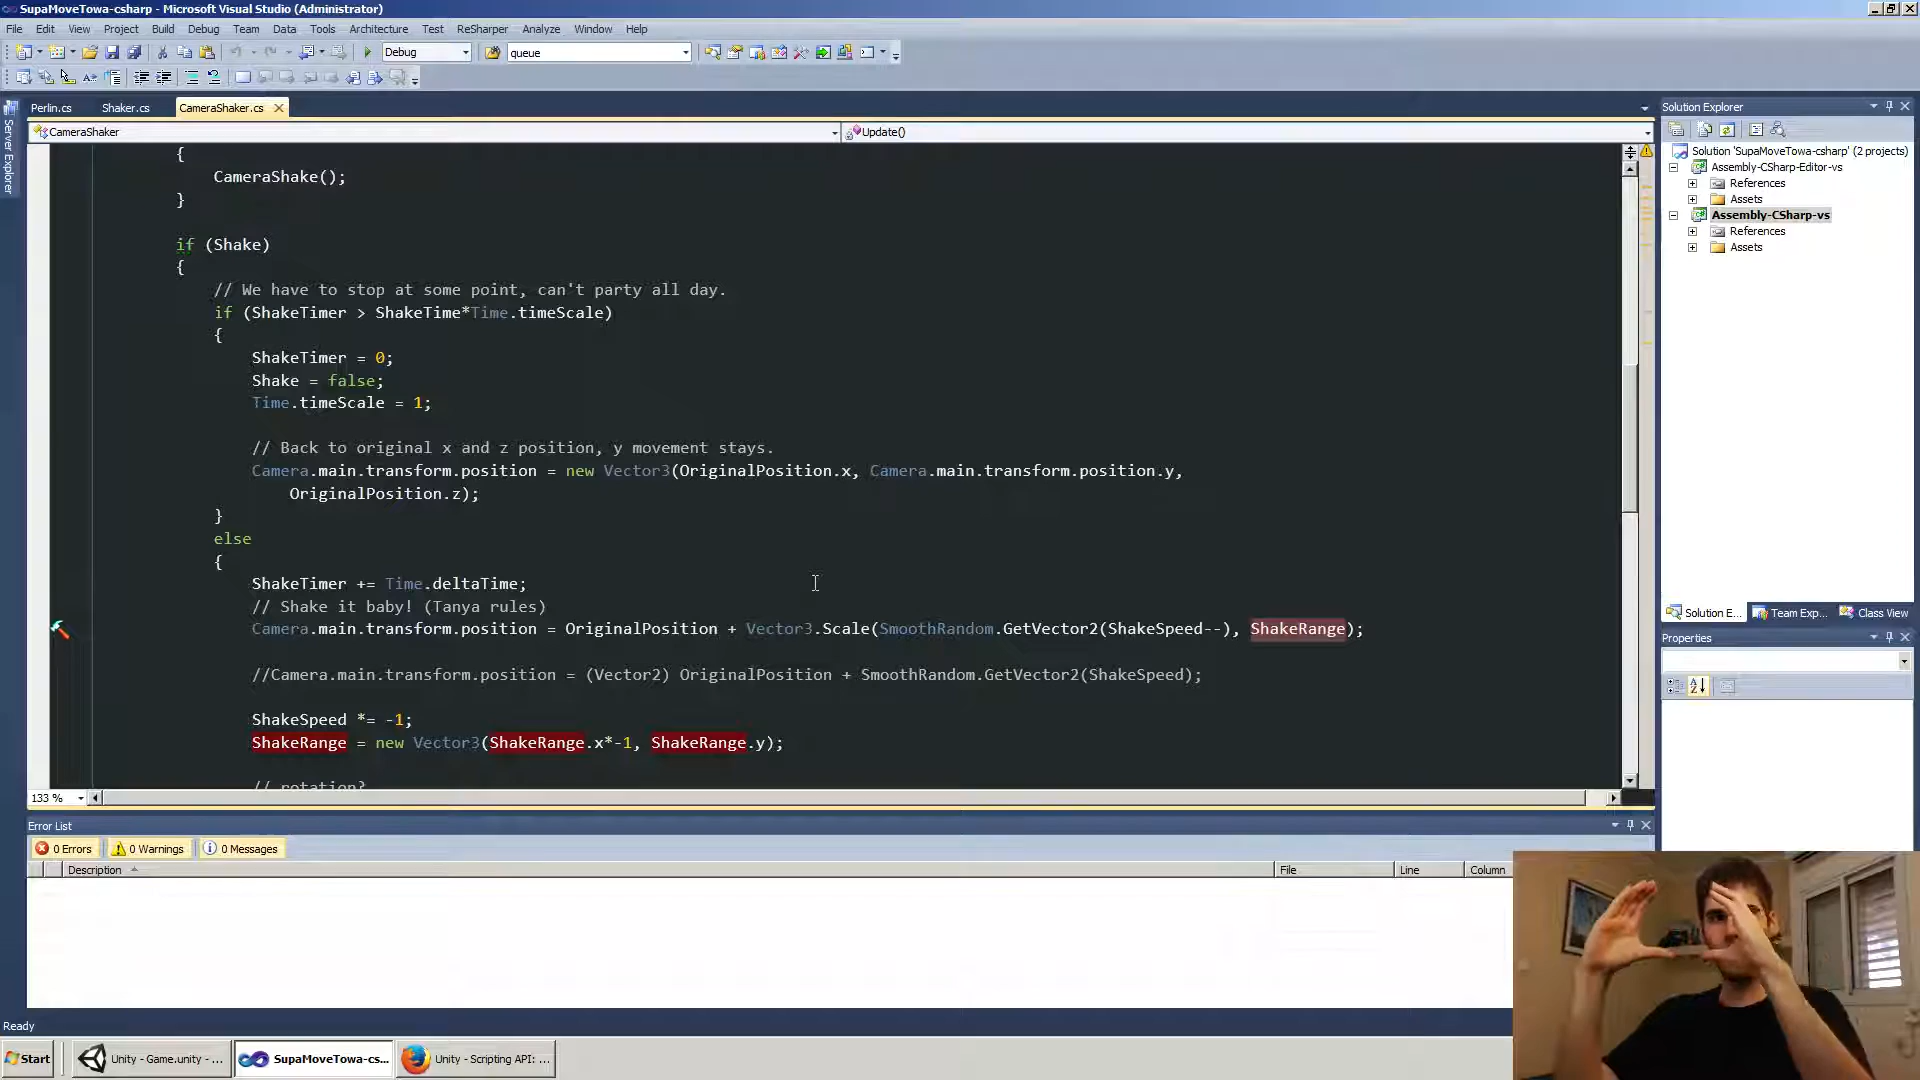 SupaMoveTowa-csharp - Microsoft Visual Studio (Administrator)
File Edit View Project Build Debug Team Data Tools Architecture Test ReSharper Analyze Window Help
Debug queue
Perlin.cs Shaker.cs CameraShaker.cs
CameraShaker Update()
Server Explorer
{
CameraShake();
}
if (Shake)
{
// We have to stop at some point, can't party all day.
if (ShakeTimer > ShakeTime*Time.timeScale)
{
ShakeTimer = 0;
Shake = false;
Time.timeScale = 1;
// Back to original x and z position, y movement stays.
Camera.main.transform.position = new Vector3(OriginalPosition.x, Camera.main.transform.position.y,
OriginalPosition.z);
}
else
{
ShakeTimer += Time.deltaTime;
// Shake it baby! (Tanya rules)
Camera.main.transform.position = OriginalPosition + Vector3.Scale(SmoothRandom.GetVector2(ShakeSpeed--), ShakeRange);
//Camera.main.transform.position = (Vector2) OriginalPosition + SmoothRandom.GetVector2(ShakeSpeed);
ShakeSpeed *= -1;
ShakeRange = new Vector3(ShakeRange.x*-1, ShakeRange.y);
// rotation?
133 %
Solution Explorer
Solution 'SupaMoveTowa-csharp' (2 projects)
Assembly-CSharp-Editor-vs
References
Assets
Assembly-CSharp-vs
References
Assets
Solution E... Team Exp... Class View
Properties
Error List
0 Errors 0 Warnings 0 Messages
Description File Line Column
Ready
Start Unity - Game.unity - ... SupaMoveTowa-cs... Unity - Scripting API: ...